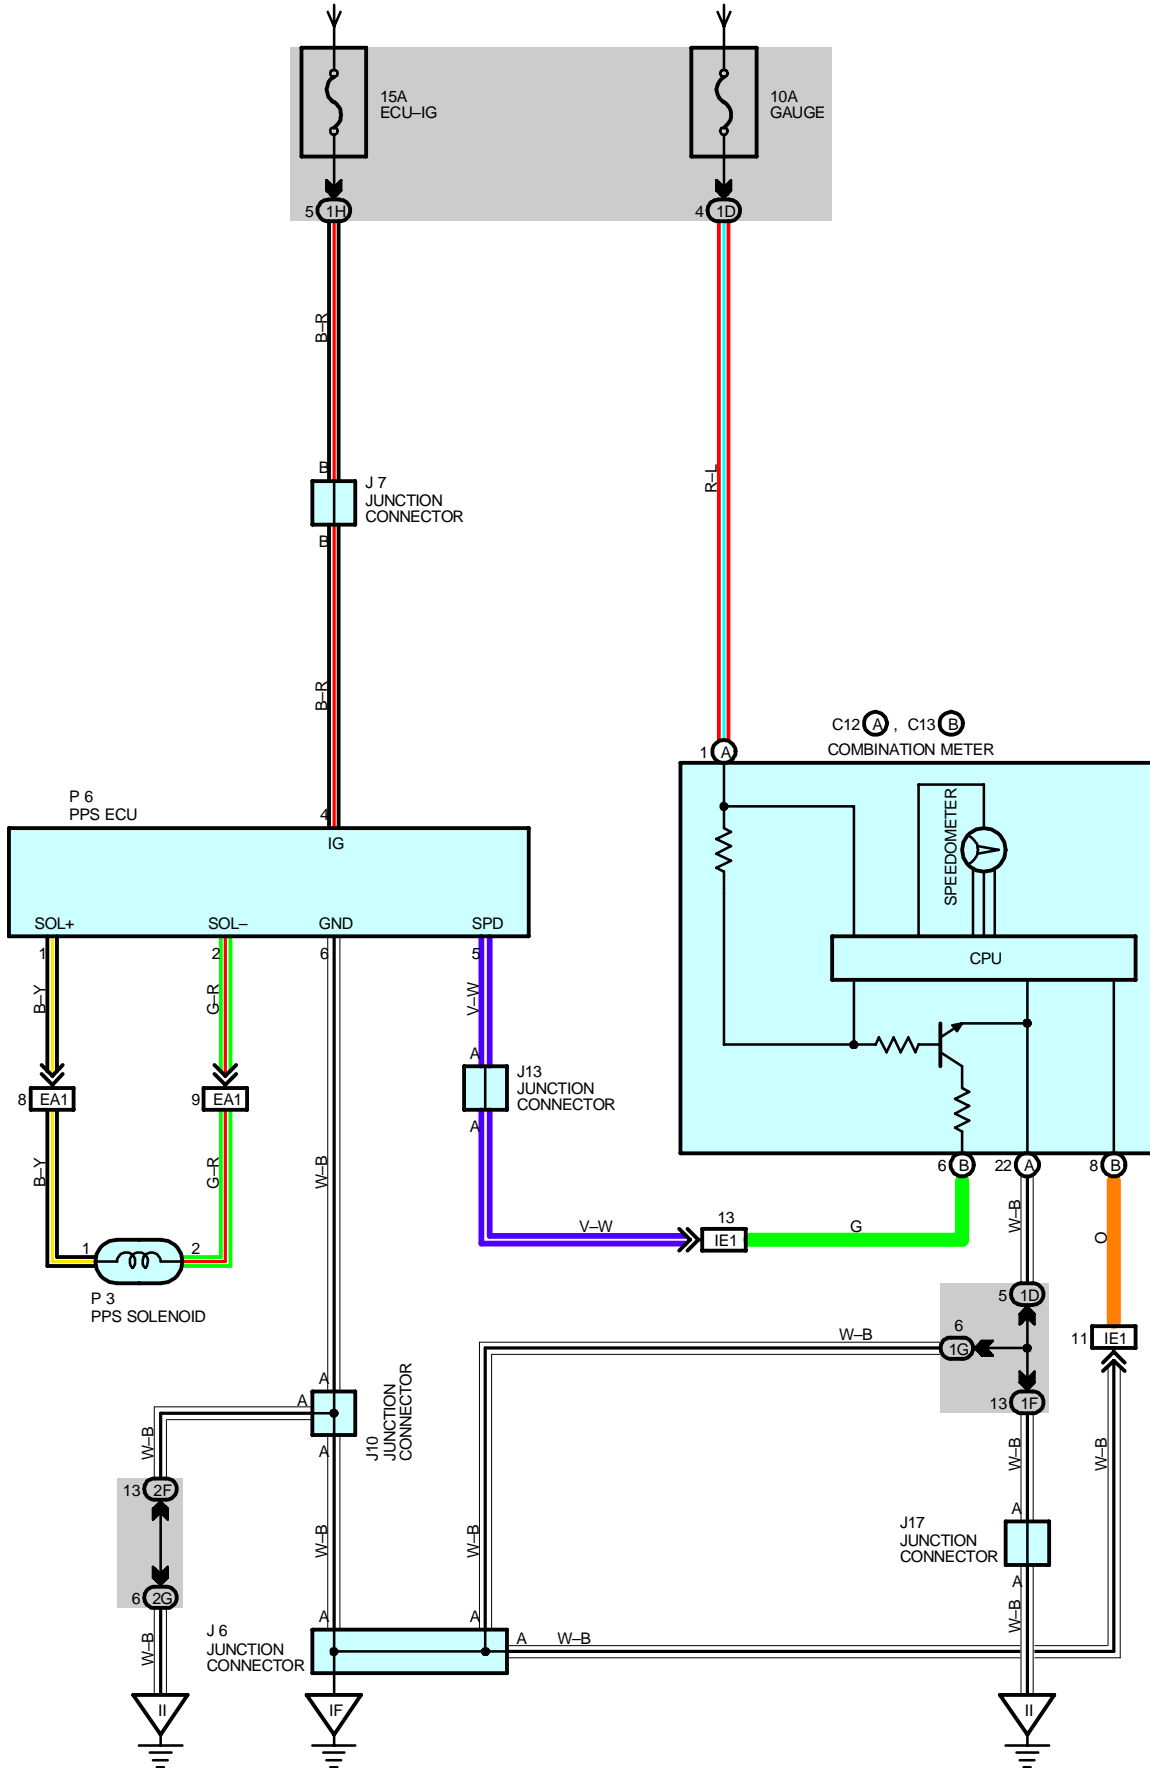 15A
ECU–IG
10A
GAUGE
5 1H
4 1D
B–R
R–L
B
J 7
JUNCTION
CONNECTOR
B
B–R
C12 A , C13 B
COMBINATION METER
1 A
P 6
PPS ECU
4
IG
SPEEDOMETER
CPU
SOL+
SOL–
GND
SPD
1
2
6
5
B–Y
G–R
V–W
A
J13
JUNCTION
CONNECTOR
A
8 EA1
9 EA1
B–Y
G–R
W–B
6 B
22 A
8 B
V–W
13
IE1
G
W–B
O
1
2
P 3
PPS SOLENOID
5 1D
6
1G
W–B
11 IE1
13 1F
A
A
A
J10
JUNCTION
CONNECTOR
W–B
W–B
W–B
13 2F
W–B
W–B
A
J17
JUNCTION
CONNECTOR
A
6 2G
W–B
A
A
J 6
JUNCTION
CONNECTOR
A
W–B
W–B
II
IF
II